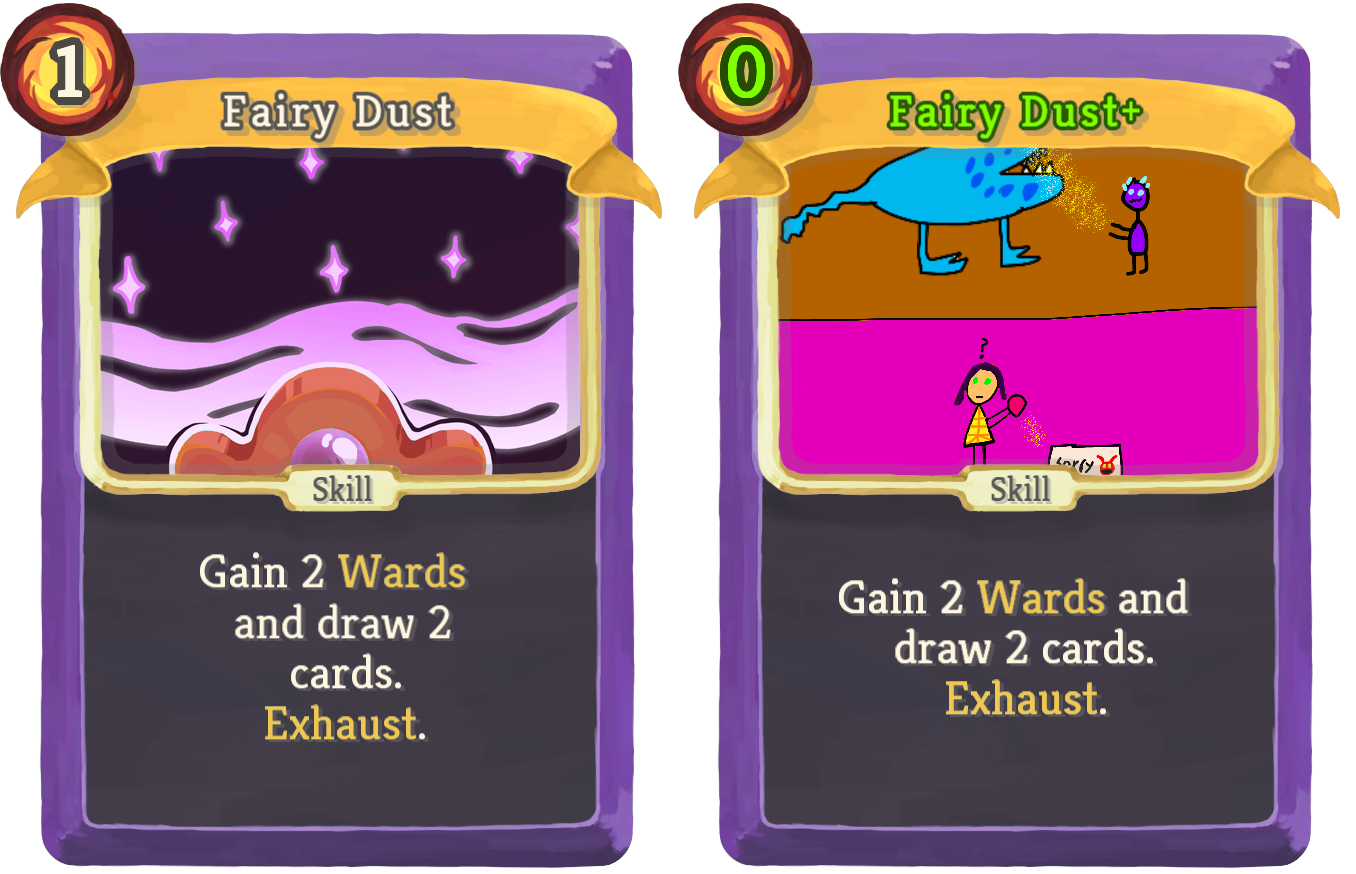 1
Fairy Dust
Skill
Gain 2 Wards
and draw 2
cards.
Exhaust.
0
Fairy Dust+
?
sorry
Skill
Gain 2 Wards and
draw 2 cards.
Exhaust.